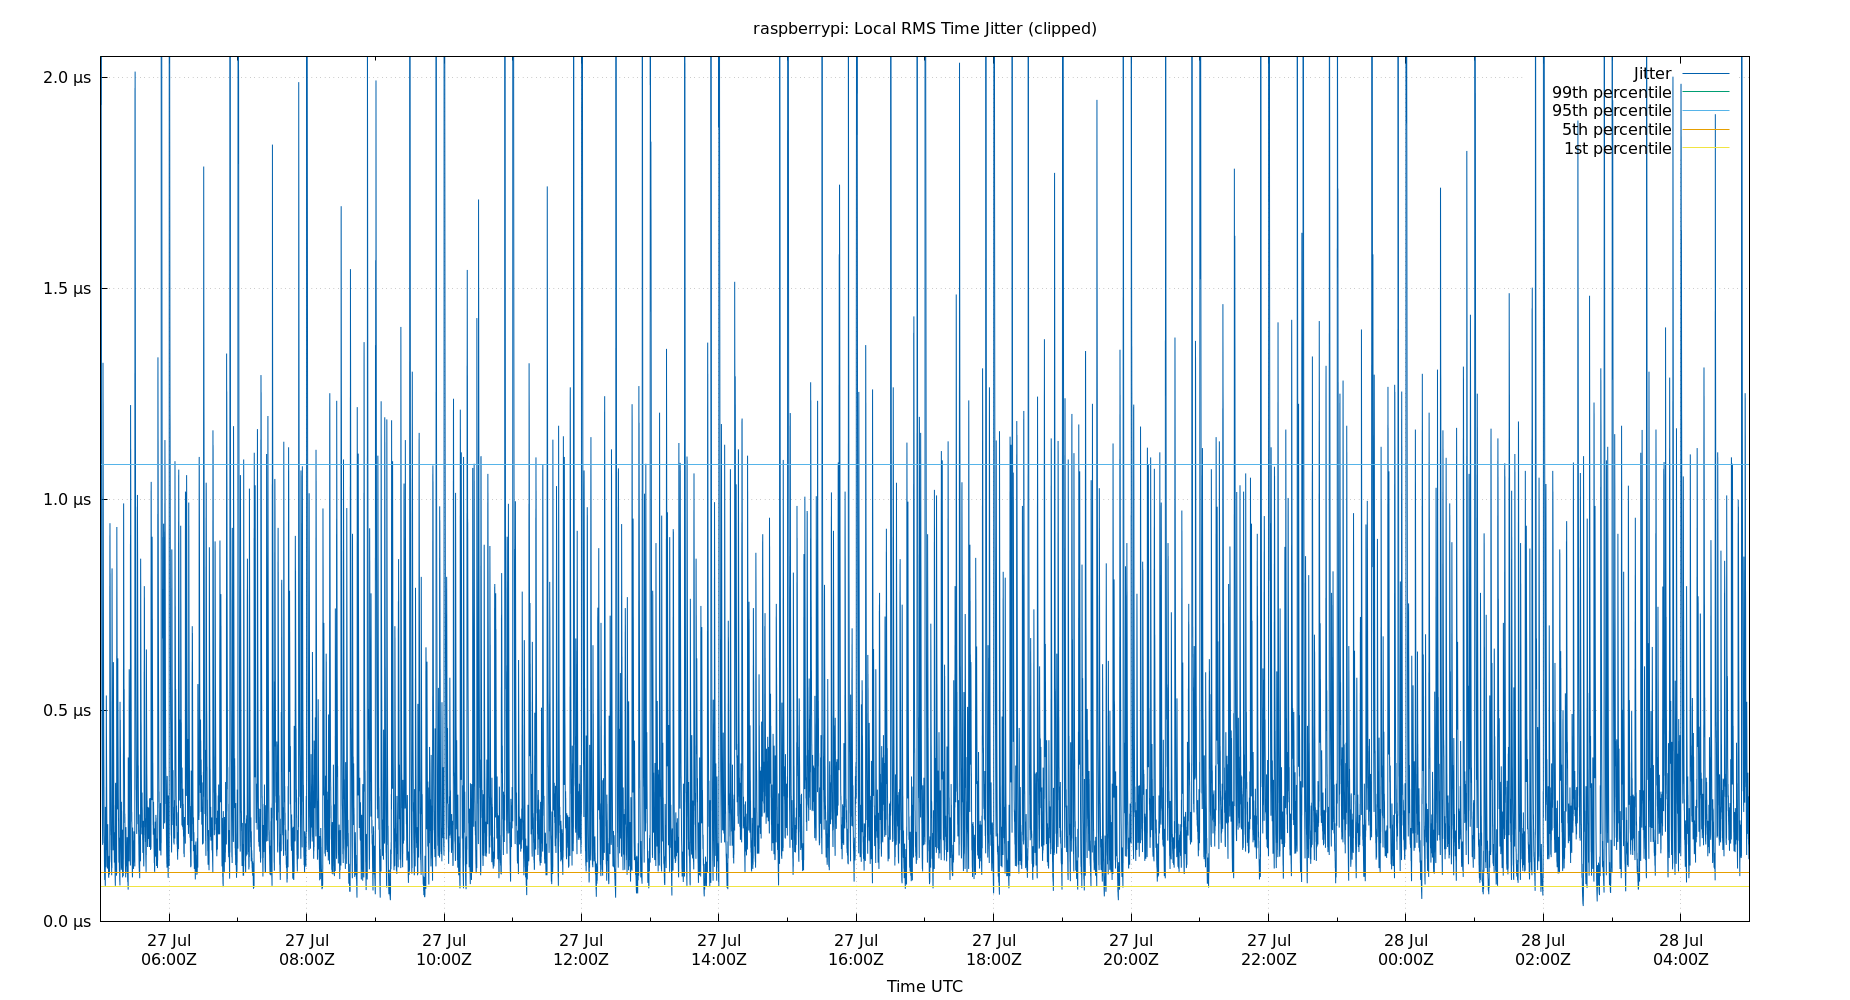 raspberrypi: Local RMS Time Jitter (clipped)
2.0 µs
1.5 µs
1.0 µs
0.5 µs
0.0 µs
Jitter
99th percentile
95th percentile
5th percentile
1st percentile
27 Jul 27 Jul 27 Jul 27 Jul 27 Jul 27 Jul 27 Jul 27 Jul 27 Jul 28 Jul 28 Jul 28 Jul
06:00Z 08:00Z 10:00Z 12:00Z 14:00Z 16:00Z 18:00Z 20:00Z 22:00Z 00:00Z 02:00Z 04:00Z
Time UTC